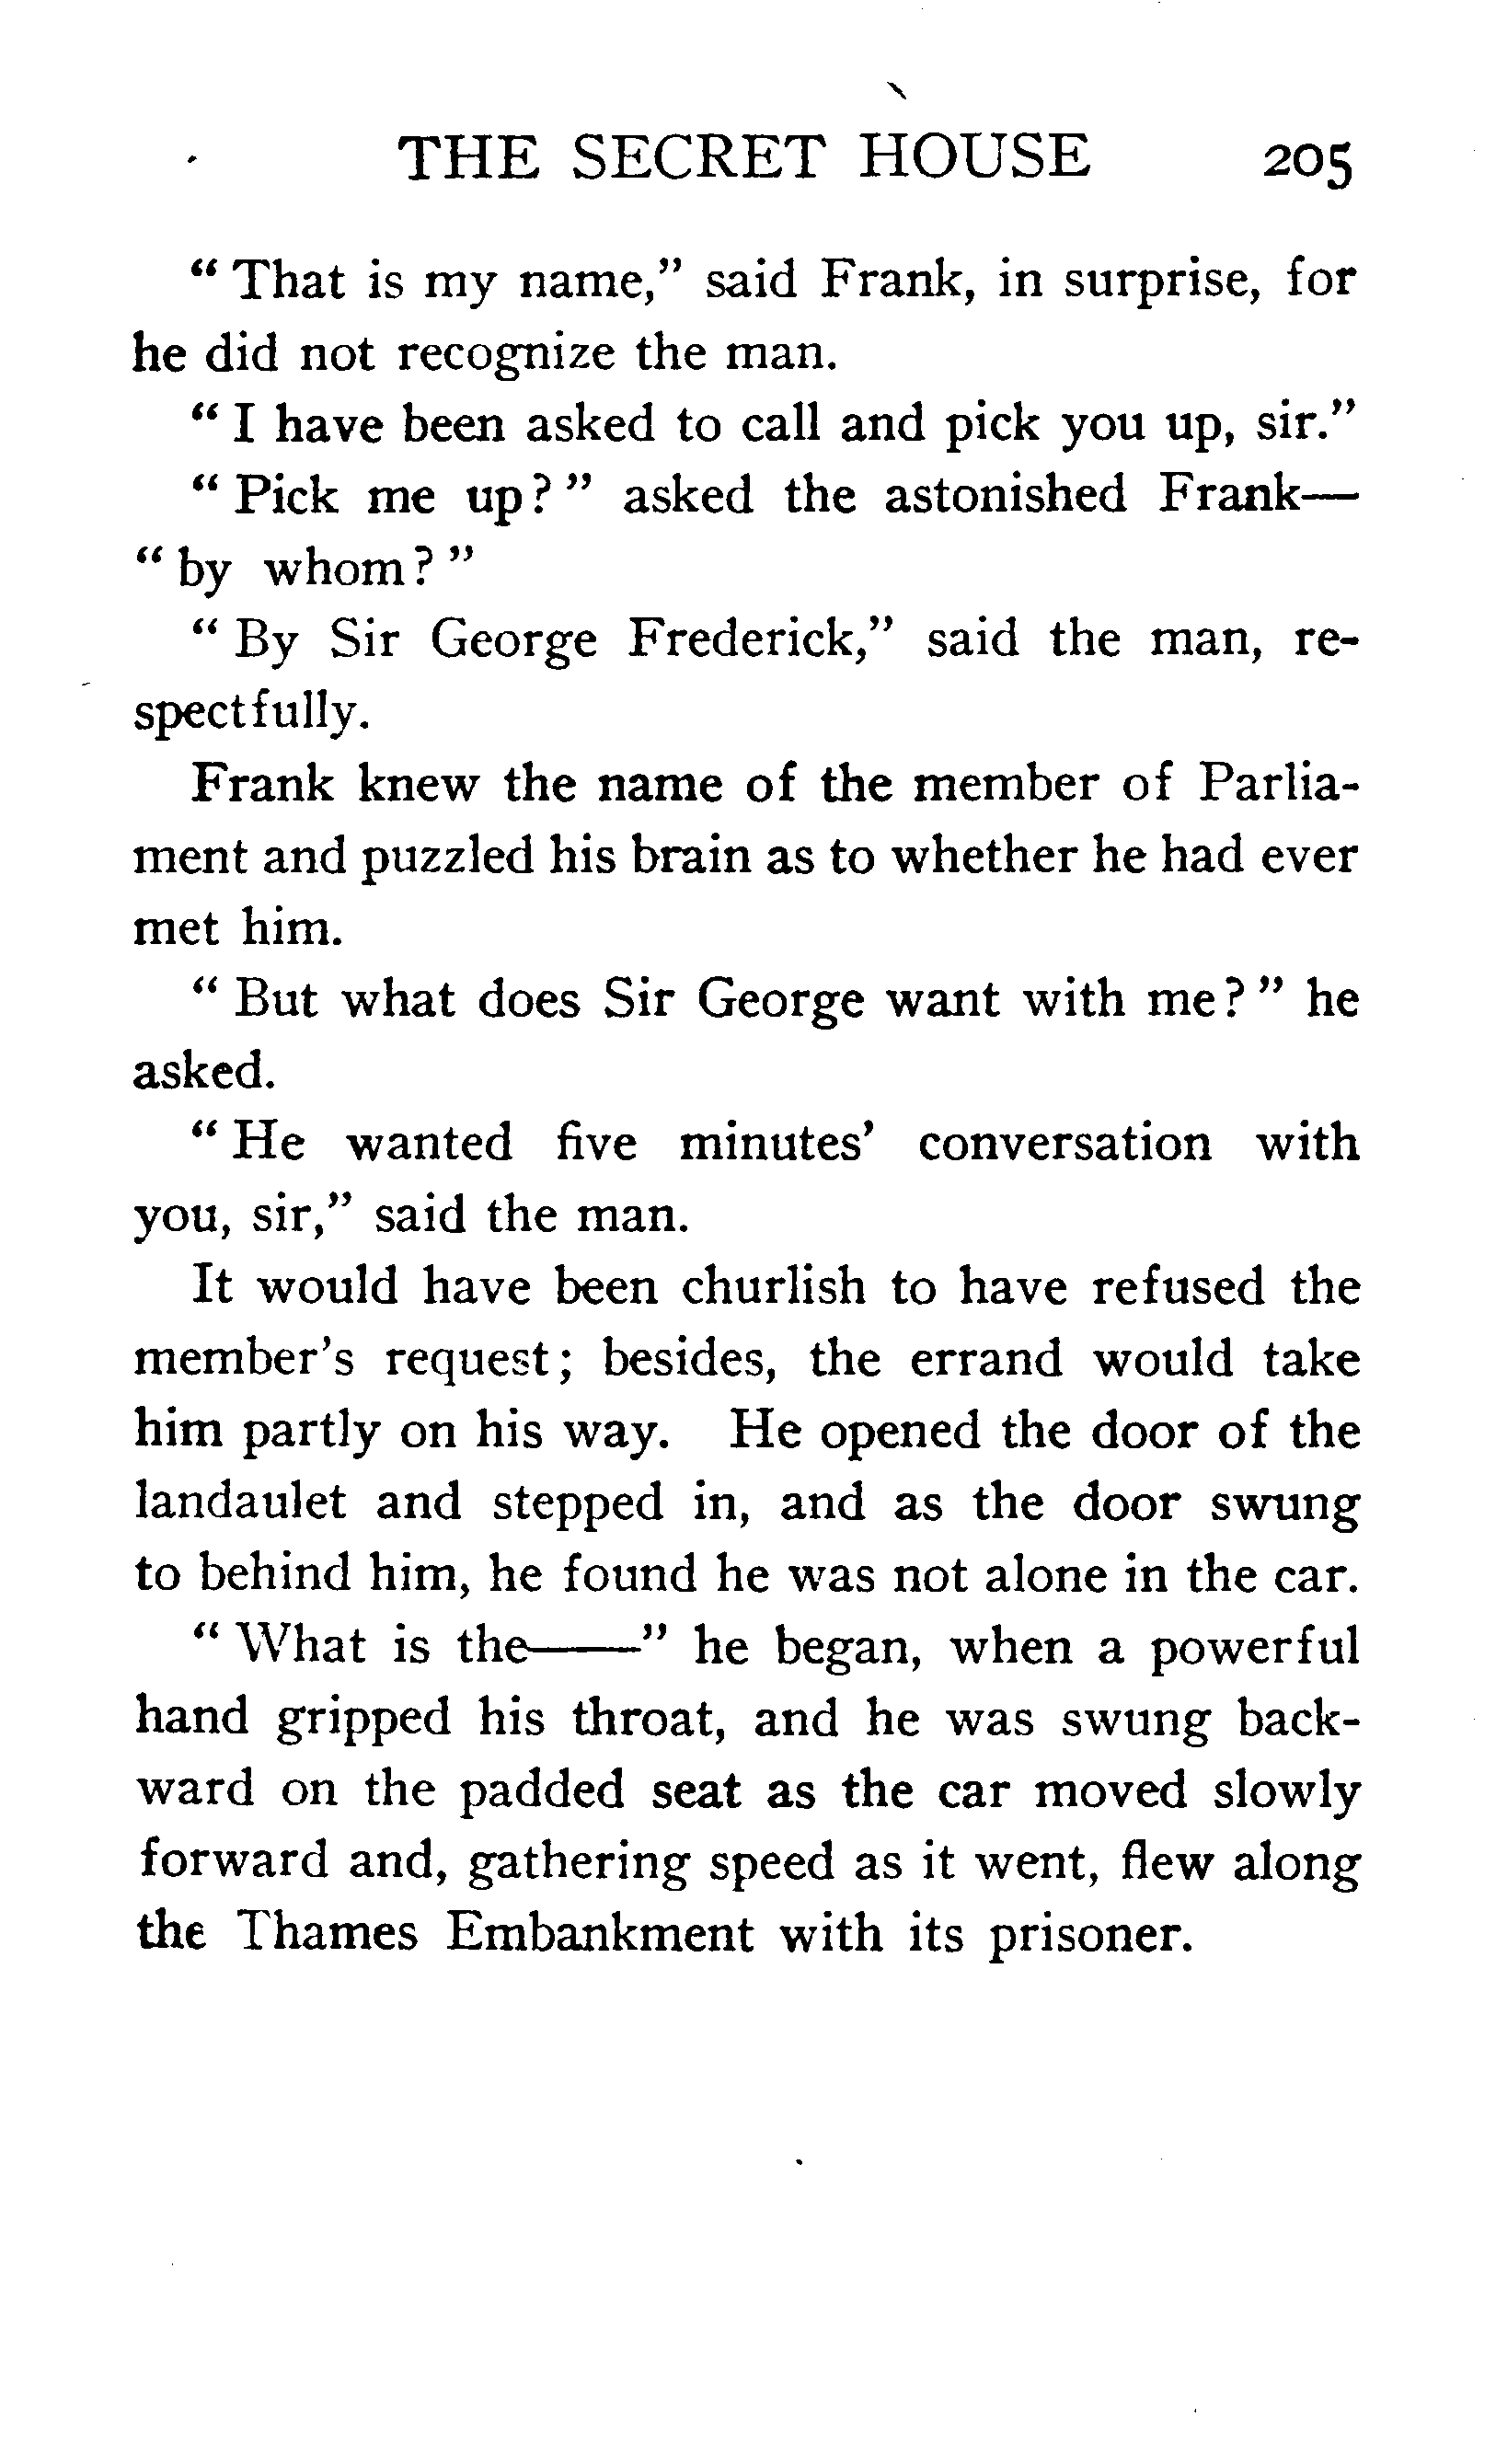 THE SECRET HOUSE 205
" That is my name," said Frank, in surprise, for
he did not recognize the man.
" I have been asked to call and pick you up, sir."
" Pick me up? " asked the astonished Frank—
" by whom? "
" By Sir George Frederick," said the man, re-
spectfully.
Frank knew the name of the member of Parlia-
ment and puzzled his brain as to whether he had ever
met him.
" But what does Sir George want with me? " he
asked.
" He wanted five minutes' conversation with
you, sir," said the man.
It would have been churlish to have refused the
member's request; besides, the errand would take
him partly on his way. He opened the door of the
landaulet and stepped in, and as the door swung
to behind him, he found he was not alone in the car.
" What is the——" he began, when a powerful
hand gripped his throat, and he was swung back-
ward on the padded seat as the car moved slowly
forward and, gathering speed as it went, flew along
the Thames Embankment with its prisoner.